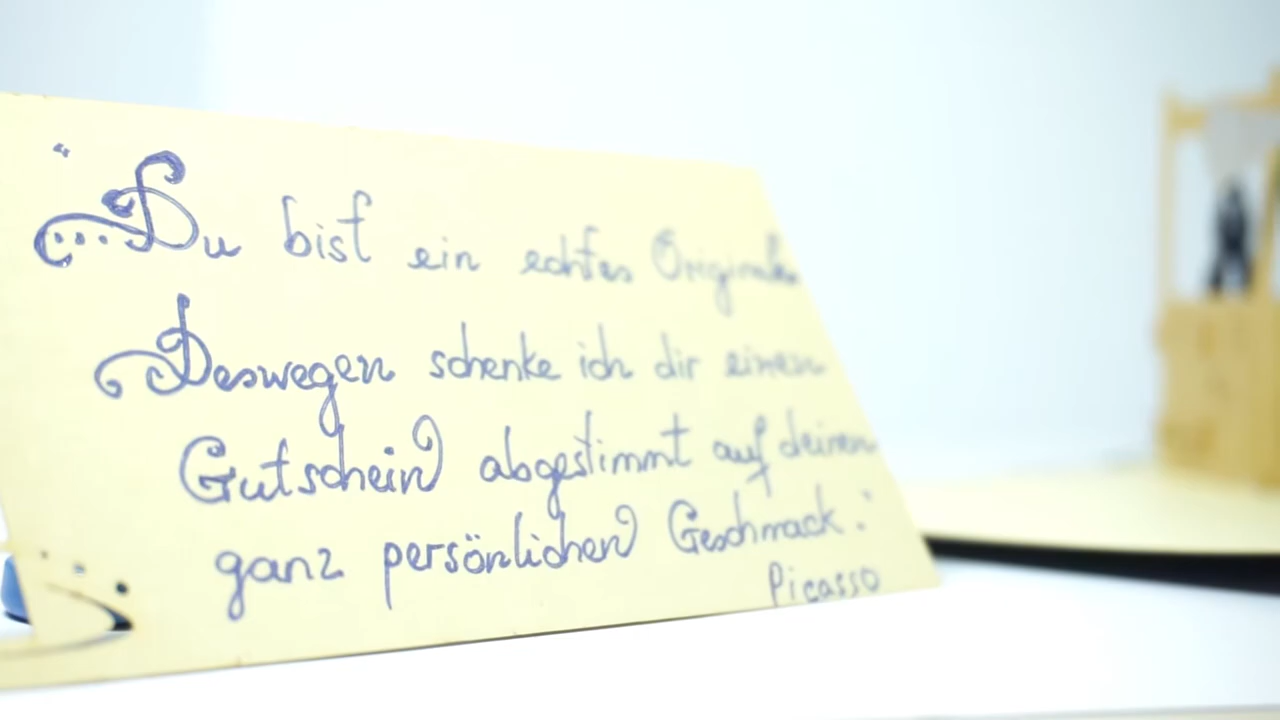 "Du bist ein echtes Original.
Deswegen schenke ich dir einen
Gutschein abgestimmt auf deinen
ganz persönlichen Geschmack."
Picasso